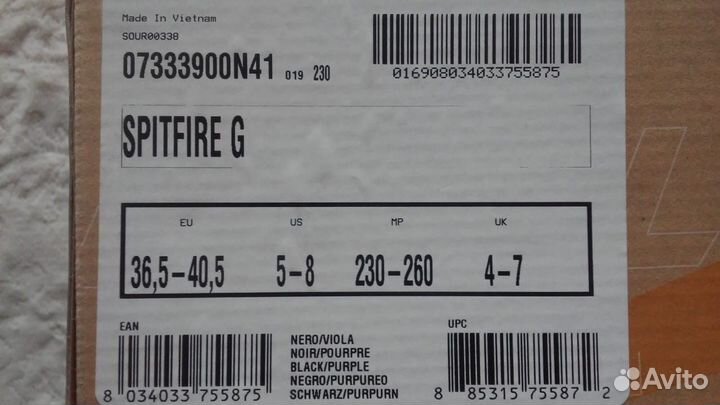 Made In Vietnam
SOUR00338
07333900N41 019 230
016908034033755875
SPITFIRE G
EU US MP UK
36,5-40,5 5-8 230-260 4-7
EAN
8 034033 755875
NERO/VIOLA
NOIR/POURPRE
BLACK/PURPLE
NEGRO/PURPUREO
SCHWARZ/PURPURN
UPC
8 85315 75587 2
Avito